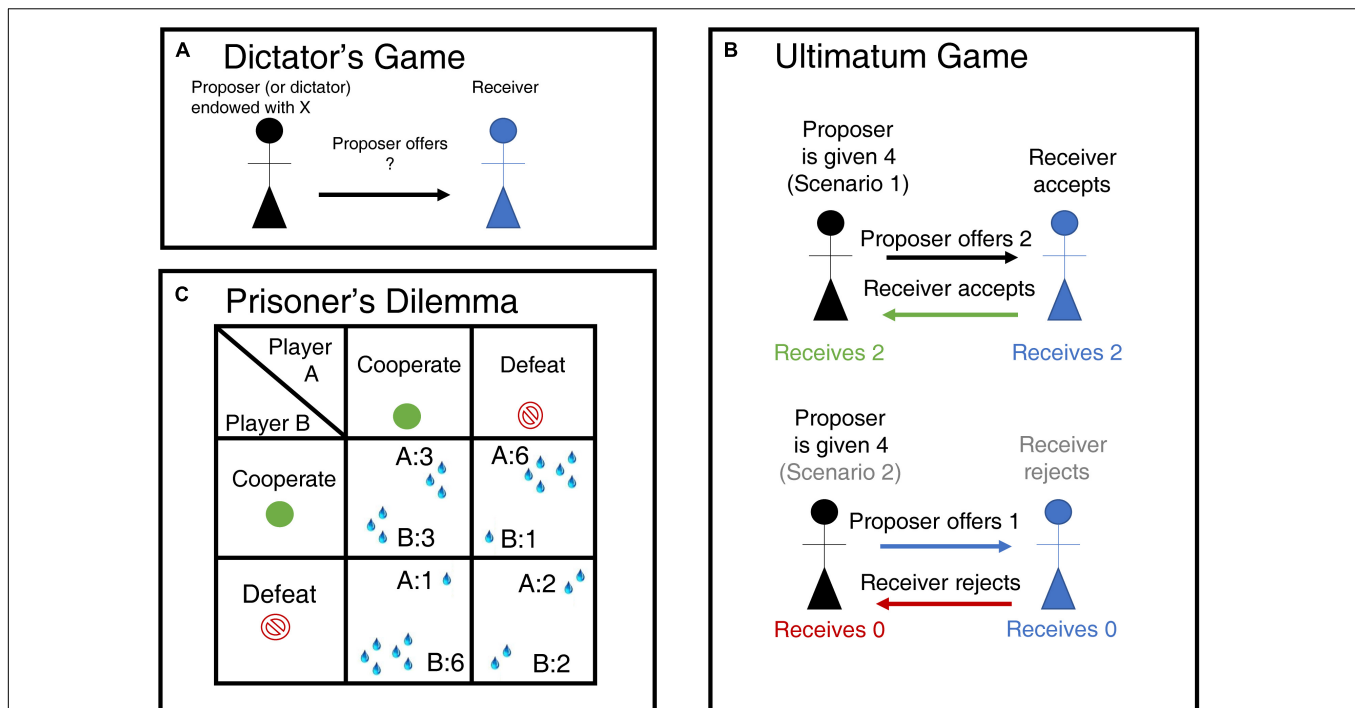 A Dictator's Game
Proposer (or dictator)
endowed with X
Receiver
Proposer offers
?
B Ultimatum Game
Proposer
is given 4
(Scenario 1)
Receiver
accepts
Proposer offers 2
Receiver accepts
Receives 2
Receives 2
Proposer
is given 4
(Scenario 2)
Receiver
rejects
Proposer offers 1
Receiver rejects
Receives 0
Receives 0
C Prisoner's Dilemma
Player
A
Player B
Cooperate
Defeat
Cooperate
A:3
B:3
A:6
B:1
Defeat
A:1
B:6
A:2
B:2